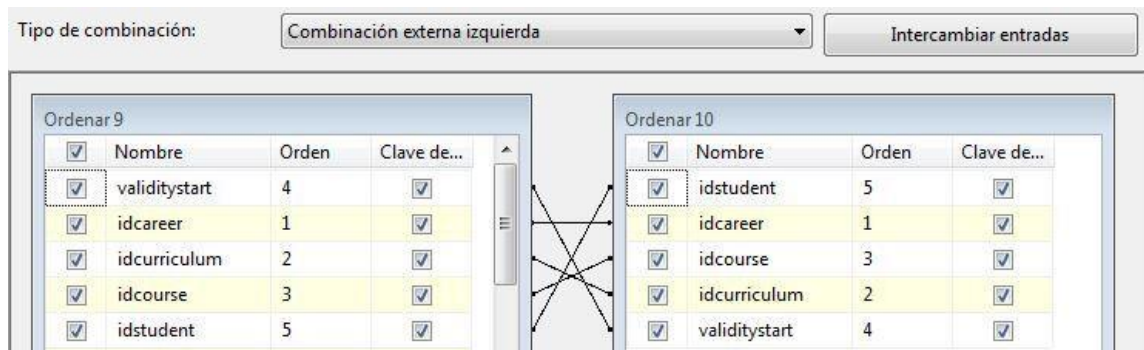 Tipo de combinación: Combinación externa izquierda Intercambiar entradas
Ordenar 9
Nombre Orden Clave de...
validitystart 4
idcareer 1
idcurriculum 2
idcourse 3
idstudent 5
Ordenar 10
Nombre Orden Clave de...
idstudent 5
idcareer 1
idcourse 3
idcurriculum 2
validitystart 4